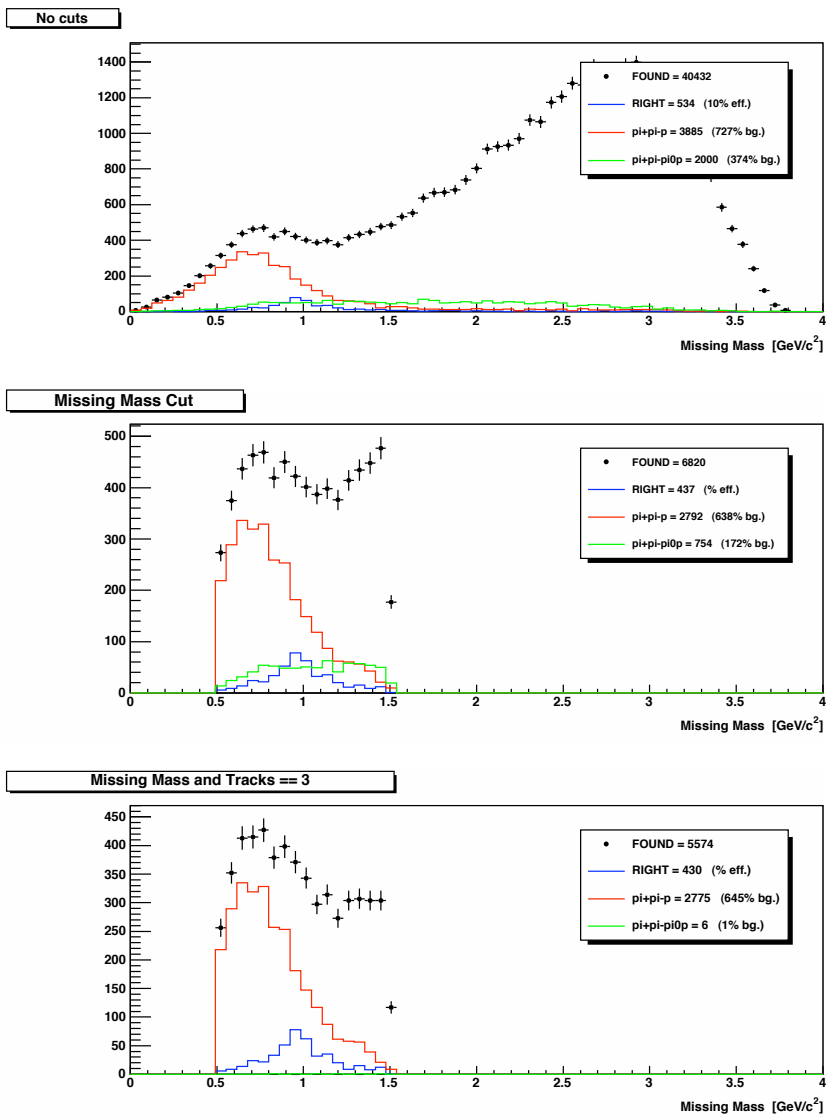 No cuts
1400
1200
1000
800
600
400
200
0
FOUND = 40432
RIGHT = 534 (10% eff.)
pi+pi-p = 3885 (727% bg.)
pi+pi-pi0p = 2000 (374% bg.)
0 0.5 1 1.5 2 2.5 3 3.5 4
Missing Mass [GeV/c2]
Missing Mass Cut
500
400
300
200
100
0
FOUND = 6820
RIGHT = 437 (% eff.)
pi+pi-p = 2792 (638% bg.)
pi+pi-pi0p = 754 (172% bg.)
0 0.5 1 1.5 2 2.5 3 3.5 4
Missing Mass [GeV/c2]
Missing Mass and Tracks == 3
450
400
350
300
250
200
150
100
50
0
FOUND = 5574
RIGHT = 430 (% eff.)
pi+pi-p = 2775 (645% bg.)
pi+pi-pi0p = 6 (1% bg.)
0 0.5 1 1.5 2 2.5 3 3.5 4
Missing Mass [GeV/c2]